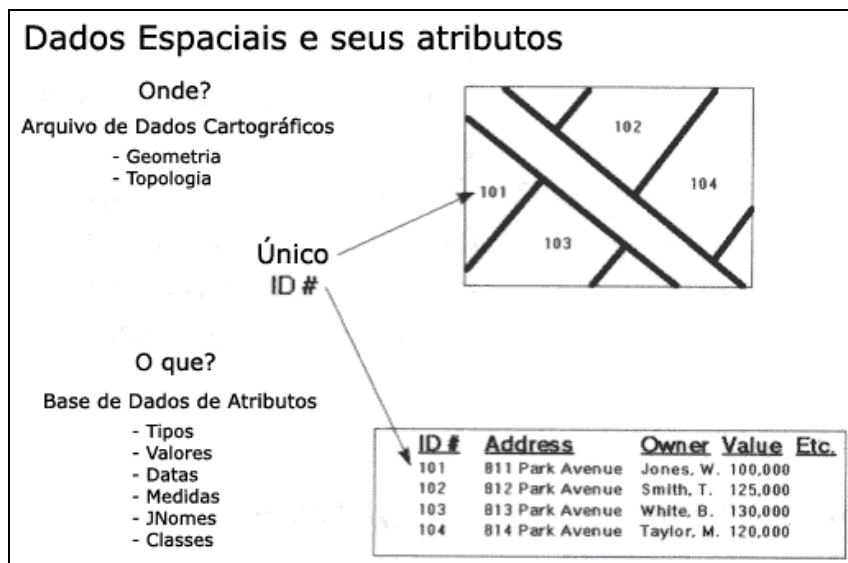 Dados Espaciais e seus atributos
Onde?
Arquivo de Dados Cartográficos
- Geometria
- Topologia
102
101
104
103
Único
ID #
O que?
Base de Dados de Atributos
- Tipos
- Valores
- Datas
- Medidas
- JNomes
- Classes
ID # Address Owner Value Etc.
101 811 Park Avenue Jones, W. 100,000
102 812 Park Avenue Smith, T. 125,000
103 813 Park Avenue White, B. 130,000
104 814 Park Avenue Taylor, M. 120,000